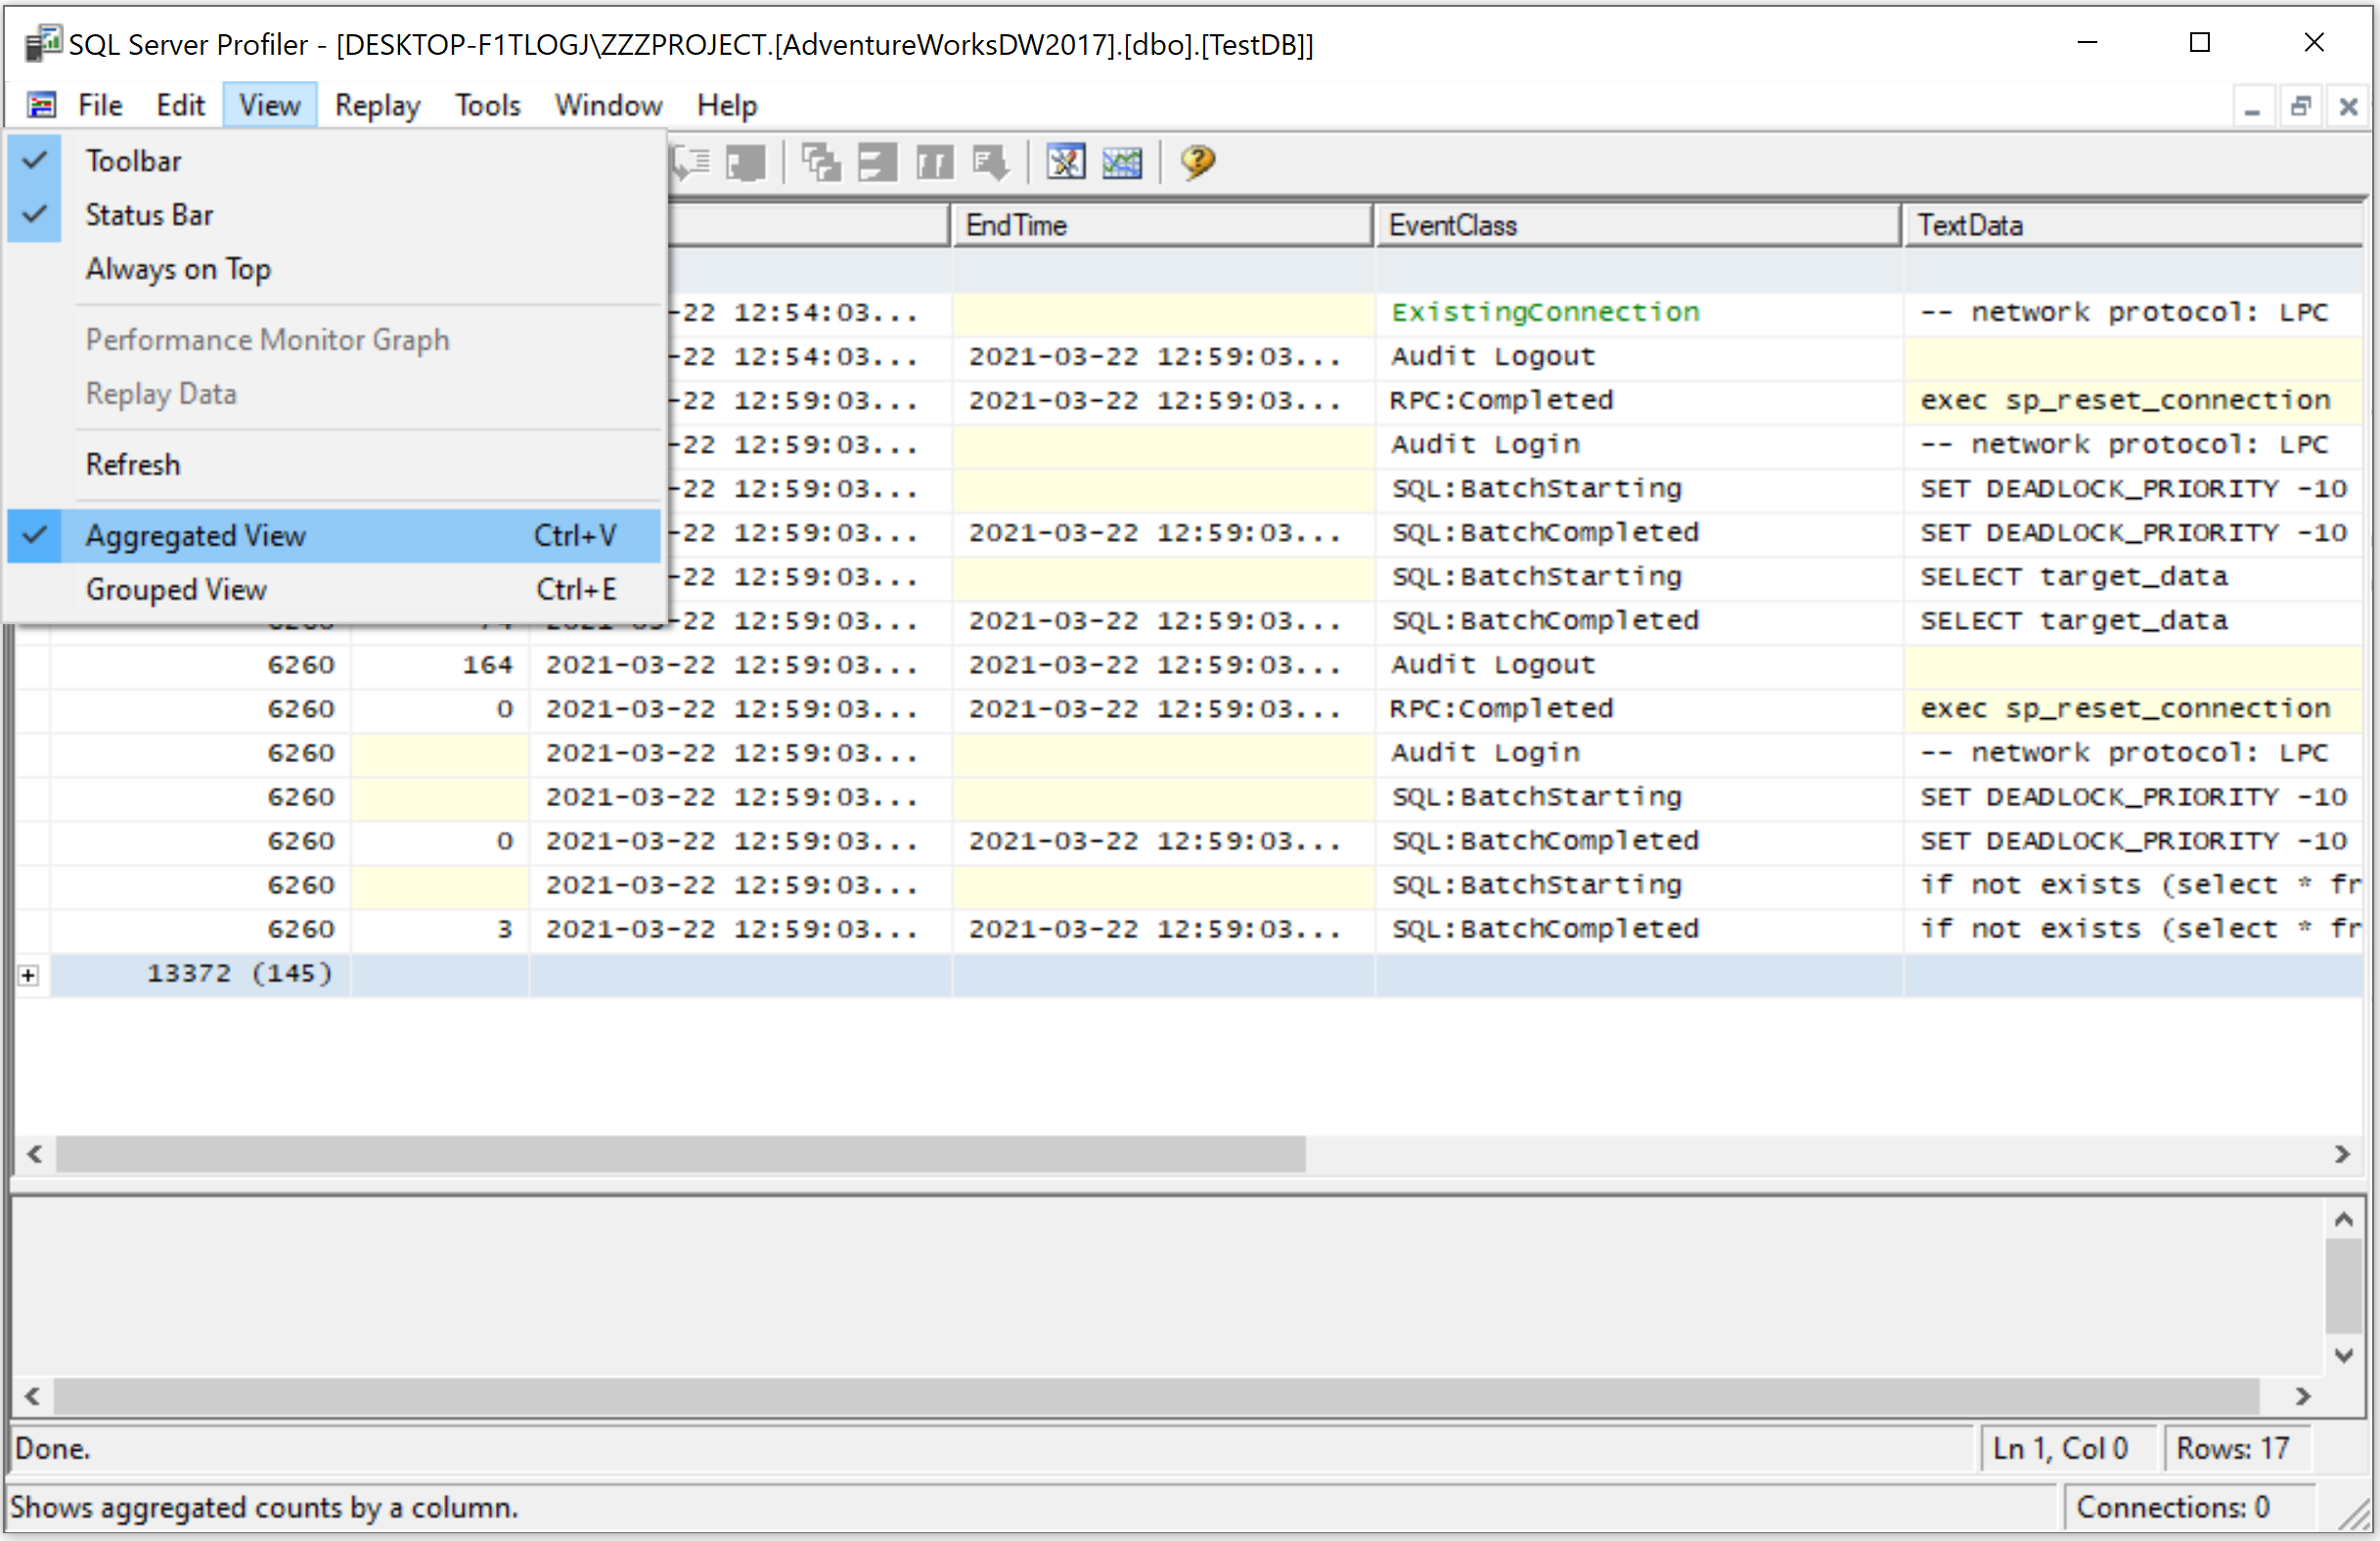 SQL Server Profiler - [DESKTOP-F1TLOGJ\ZZZPROJECT.[AdventureWorksDW2017].[dbo].[TestDB]]
File Edit View Replay Tools Window Help
Toolbar
Status Bar
Always on Top
Performance Monitor Graph
Replay Data
Refresh
Aggregated View Ctrl+V
Grouped View Ctrl+E
EndTime EventClass TextData
-22 12:54:03... ExistingConnection -- network protocol: LPC
-22 12:54:03... 2021-03-22 12:59:03... Audit Logout
-22 12:59:03... 2021-03-22 12:59:03... RPC:Completed exec sp_reset_connection
-22 12:59:03... Audit Login -- network protocol: LPC
-22 12:59:03... SQL:BatchStarting SET DEADLOCK_PRIORITY -10
-22 12:59:03... 2021-03-22 12:59:03... SQL:BatchCompleted SET DEADLOCK_PRIORITY -10
-22 12:59:03... SQL:BatchStarting SELECT target_data
-22 12:59:03... 2021-03-22 12:59:03... SQL:BatchCompleted SELECT target_data
6260 164 2021-03-22 12:59:03... 2021-03-22 12:59:03... Audit Logout
6260 0 2021-03-22 12:59:03... 2021-03-22 12:59:03... RPC:Completed exec sp_reset_connection
6260 2021-03-22 12:59:03... Audit Login -- network protocol: LPC
6260 2021-03-22 12:59:03... SQL:BatchStarting SET DEADLOCK_PRIORITY -10
6260 0 2021-03-22 12:59:03... 2021-03-22 12:59:03... SQL:BatchCompleted SET DEADLOCK_PRIORITY -10
6260 2021-03-22 12:59:03... SQL:BatchStarting if not exists (select * fr
6260 3 2021-03-22 12:59:03... 2021-03-22 12:59:03... SQL:BatchCompleted if not exists (select * fr
13372 (145)
Done. Ln 1, Col 0 Rows: 17
Shows aggregated counts by a column. Connections: 0